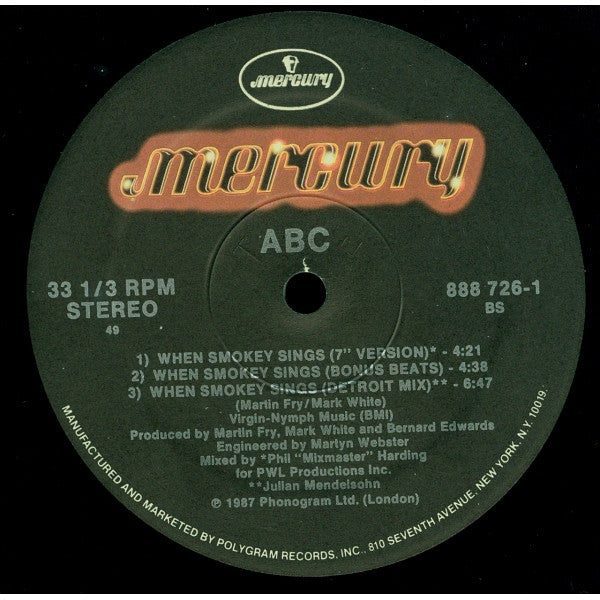 mercury
mercury
ABC
33 1/3 RPM
STEREO
49
888 726-1
BS
1) WHEN SMOKEY SINGS (7" VERSION)* - 4:21
2) WHEN SMOKEY SINGS (BONUS BEATS) - 4:38
3) WHEN SMOKEY SINGS (DETROIT MIX)** - 6:47
(Martin Fry/Mark White)
Virgin-Nymph Music (BMI)
Produced by Martin Fry, Mark White and Bernard Edwards
Engineered by Martyn Webster
Mixed by *Phil "Mixmaster" Harding
for PWL Productions Inc.
**Julian Mendelsohn
℗ 1987 Phonogram Ltd. (London)
MANUFACTURED AND MARKETED BY POLYGRAM RECORDS, INC., 810 SEVENTH AVENUE, NEW YORK, N.Y. 10019.